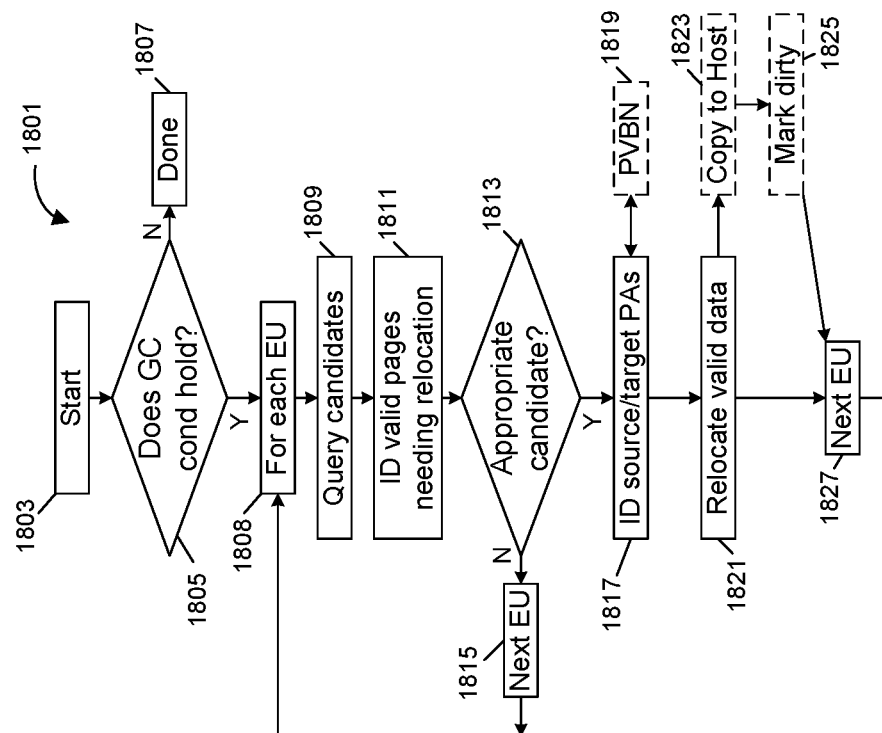 1801
1803
Start
1805
Does GC
cond hold?
N
1807
Done
Y
1808
For each EU
1809
Query candidates
1811
ID valid pages
needing relocation
1813
Appropriate
candidate?
N
1815
Next EU
Y
1817
ID source/target PAs
1819
PVBN
1821
Relocate valid data
1823
Copy to Host
1825
Mark dirty
1827
Next EU